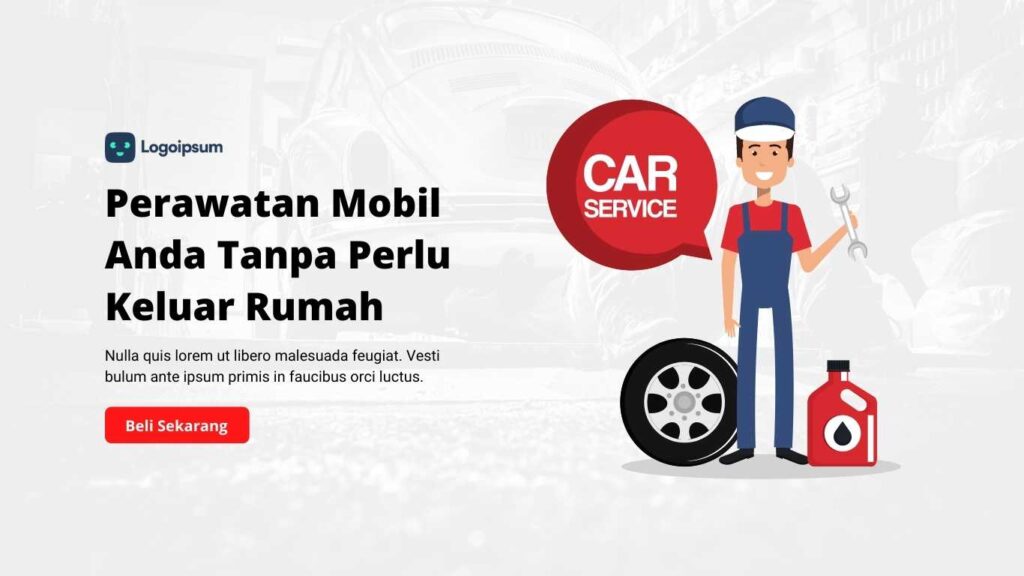 Logoipsum
Perawatan Mobil
Anda Tanpa Perlu
Keluar Rumah
Nulla quis lorem ut libero malesuada feugiat. Vesti
bulum ante ipsum primis in faucibus orci luctus.
Beli Sekarang
CAR
SERVICE